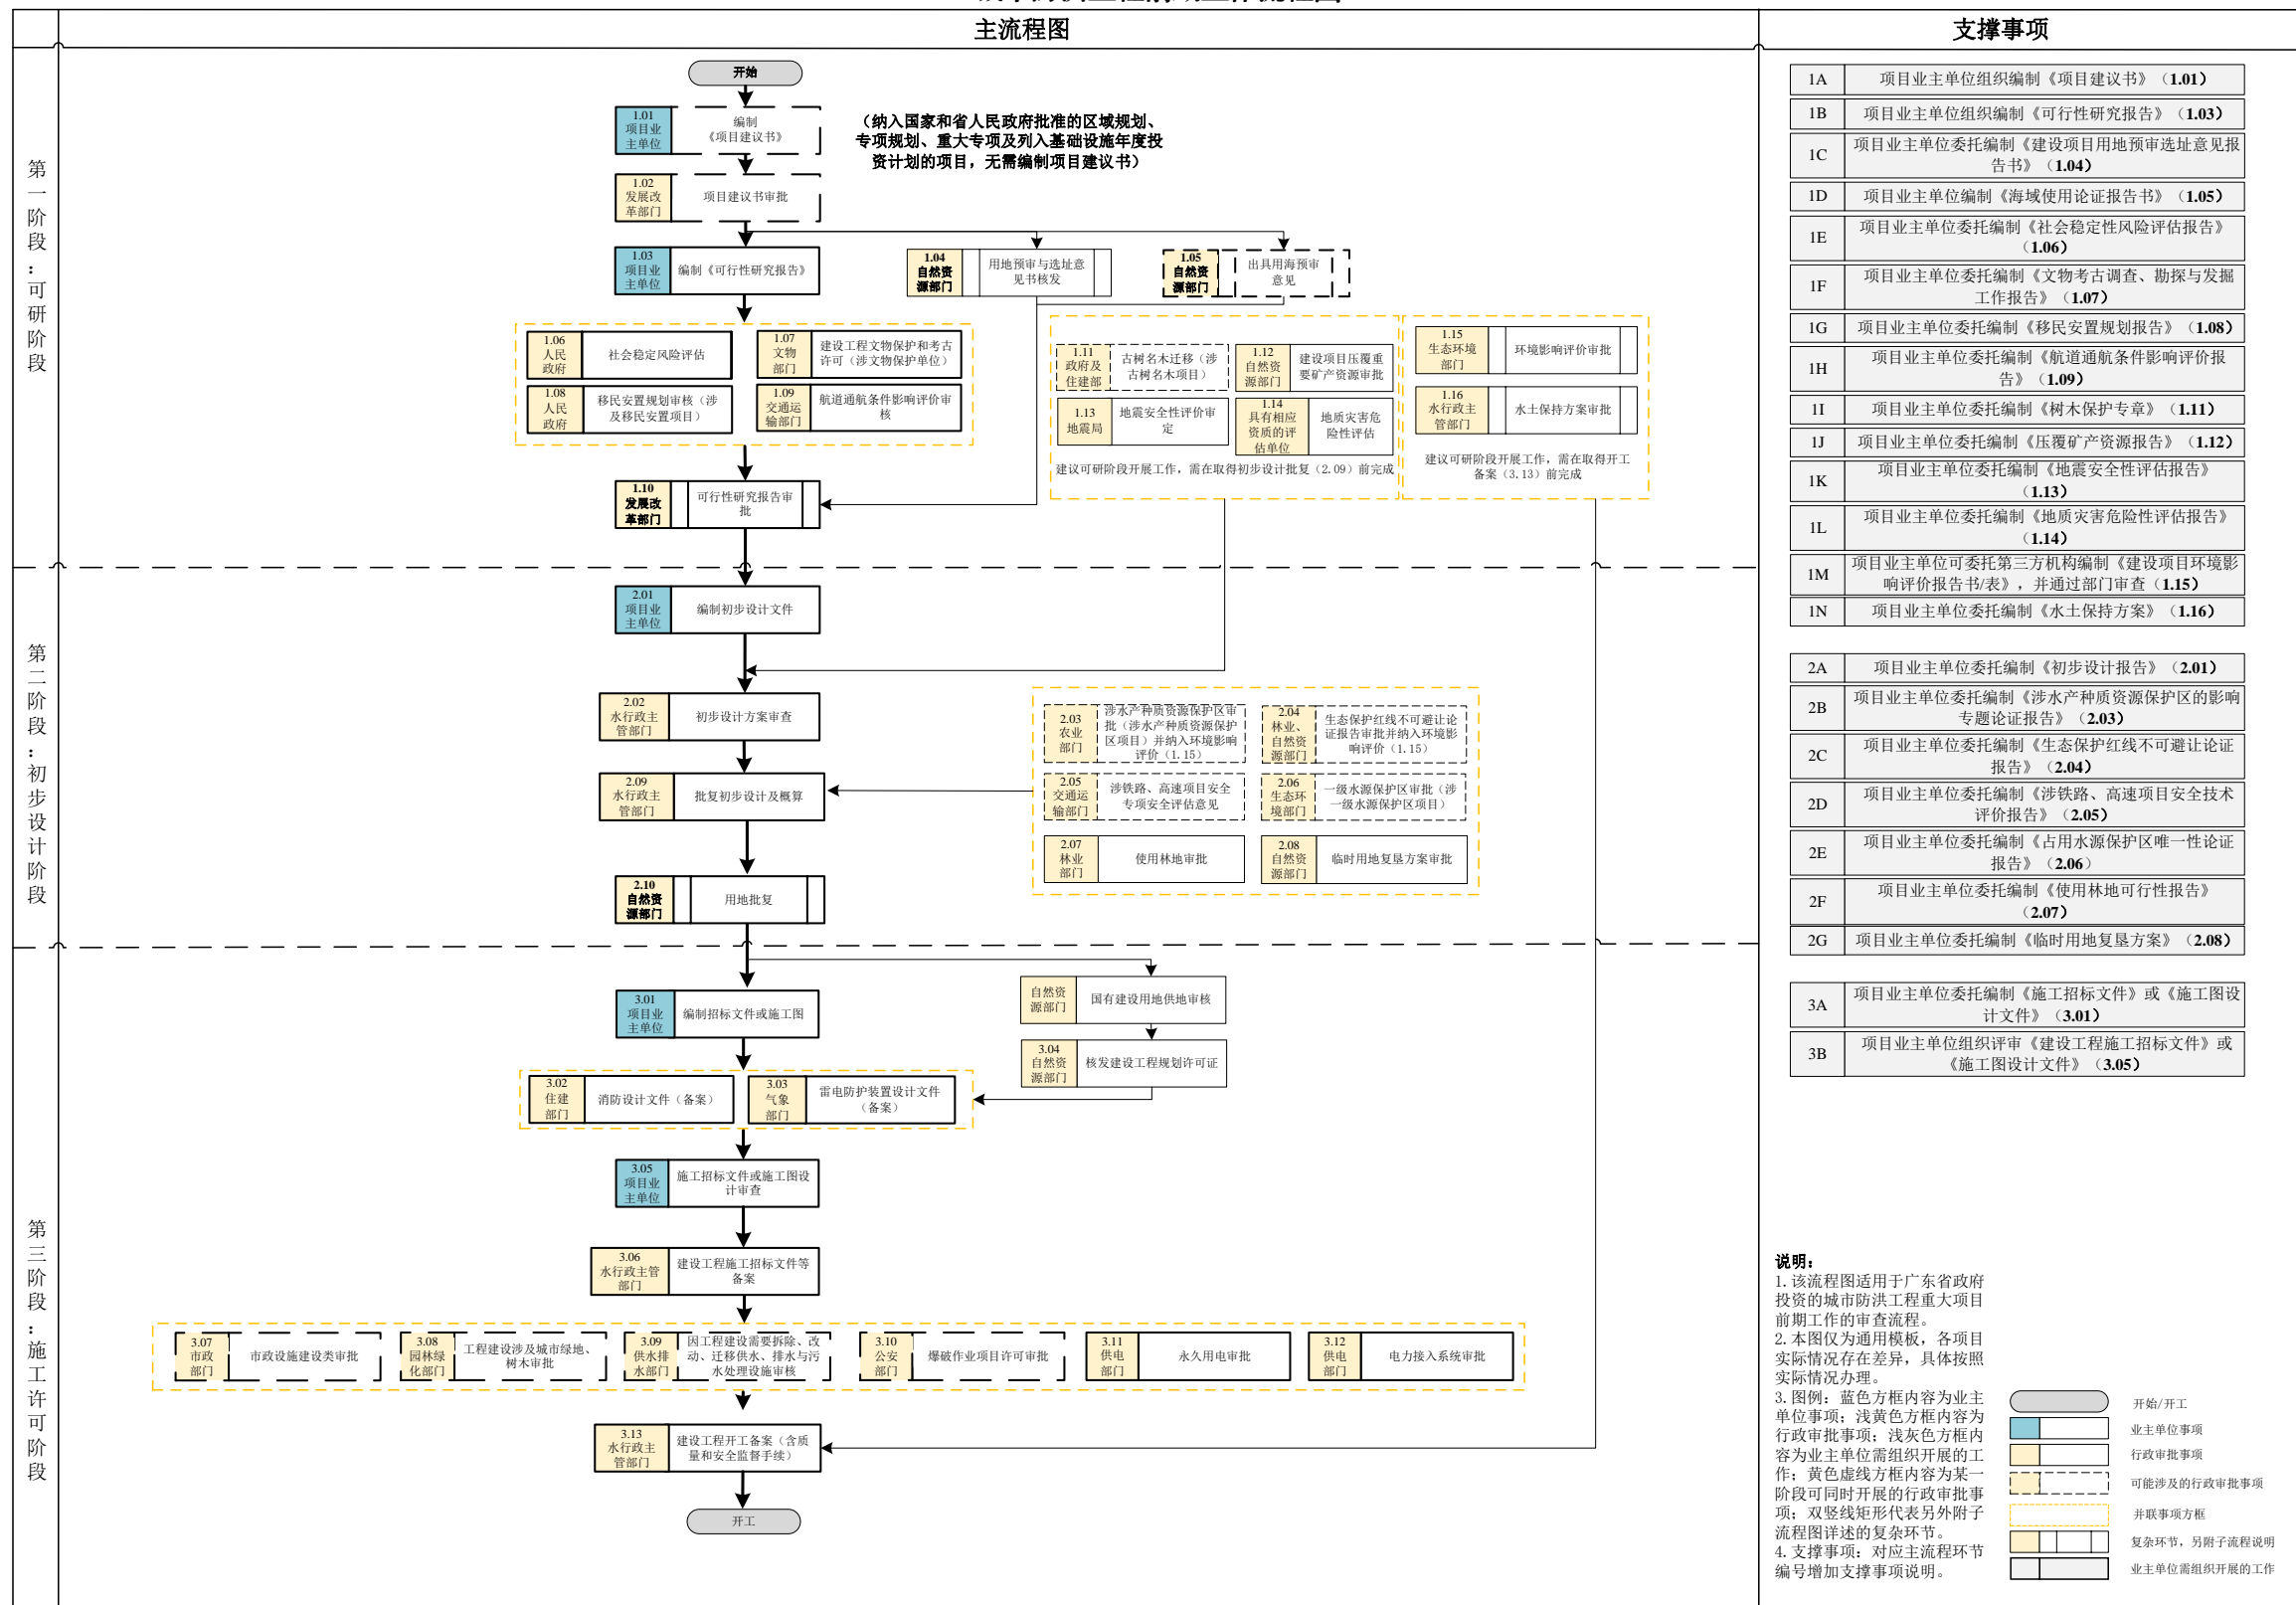 主流程图
支撑事项
第一阶段：可研阶段
开始
1.01
项目业
主单位
编制
《项目建议书》
（纳入国家和省人民政府批准的区域规划、
专项规划、重大专项及列入基础设施年度投
资计划的项目，无需编制项目建议书）
1.02
发展改
革部门
项目建议书审批
1.03
项目业
主单位
编制《可行性研究报告》
1.04
自然资
源部门
用地预审与选址意
见书核发
1.05
自然资
源部门
出具用海预审
意见
1.06
人民
政府
社会稳定风险评估
1.07
文物
部门
建设工程文物保护和考古
许可（涉文物保护单位）
1.08
人民
政府
移民安置规划审核（涉
及移民安置项目）
1.09
交通运
输部门
航道通航条件影响评价审
核
1.11
政府及
住建部
古树名木迁移（涉
古树名木项目）
1.12
自然资
源部门
建设项目压覆重
要矿产资源审批
1.13
地震局
地震安全性评价审
定
1.14
具有相应
资质的评
估单位
地质灾害危
险性评估
建议可研阶段开展工作，需在取得初步设计批复（2.09）前完成
1.15
生态环境
部门
环境影响评价审批
1.16
水行政主
管部门
水土保持方案审批
建议可研阶段开展工作，需在取得开工
备案（3.13）前完成
1.10
发展改
革部门
可行性研究报告审
批
第二阶段：初步设计阶段
2.01
项目业
主单位
编制初步设计文件
2.02
水行政主
管部门
初步设计方案审查
2.03
农业
部门
涉水产种质资源保护区审
批（涉水产种质资源保护
区项目）并纳入环境影响
评价（1.15）
2.04
林业、
自然资
源部门
生态保护红线不可避让论
证报告审批并纳入环境影
响评价（1.15）
2.05
交通运
输部门
涉铁路、高速项目安全
专项安全评估意见
2.06
生态环
境部门
一级水源保护区审批（涉
一级水源保护区项目）
2.07
林业
部门
使用林地审批
2.08
自然资
源部门
临时用地复垦方案审批
2.09
水行政主
管部门
批复初步设计及概算
2.10
自然资
源部门
用地批复
第三阶段：施工许可阶段
3.01
项目业
主单位
编制招标文件或施工图
自然资
源部门
国有建设用地供地审核
3.04
自然资
源部门
核发建设工程规划许可证
3.02
住建
部门
消防设计文件（备案）
3.03
气象
部门
雷电防护装置设计文件
（备案）
3.05
项目业
主单位
施工招标文件或施工图设
计审查
3.06
水行政主管
部门
建设工程施工招标文件等
备案
3.07
市政
部门
市政设施建设类审批
3.08
园林绿
化部门
工程建设涉及城市绿地、
树木审批
3.09
供水排
水部门
因工程建设需要拆除、改
动、迁移供水、排水与污
水处理设施审核
3.10
公安
部门
爆破作业项目许可审批
3.11
供电
部门
永久用电审批
3.12
供电
部门
电力接入系统审批
3.13
水行政主
管部门
建设工程开工备案（含质
量和安全监督手续）
开工
1A
项目业主单位组织编制《项目建议书》（1.01）
1B
项目业主单位组织编制《可行性研究报告》（1.03）
1C
项目业主单位委托编制《建设项目用地预审选址意见报
告书》（1.04）
1D
项目业主单位编制《海域使用论证报告书》（1.05）
1E
项目业主单位委托编制《社会稳定性风险评估报告》
（1.06）
1F
项目业主单位委托编制《文物考古调查、勘探与发掘
工作报告》（1.07）
1G
项目业主单位委托编制《移民安置规划报告》（1.08）
1H
项目业主单位委托编制《航道通航条件影响评价报
告》（1.09）
1I
项目业主单位委托编制《树木保护专章》（1.11）
1J
项目业主单位委托编制《压覆矿产资源报告》（1.12）
1K
项目业主单位委托编制《地震安全性评估报告》
（1.13）
1L
项目业主单位委托编制《地质灾害危险性评估报告》
（1.14）
1M
项目业主单位可委托第三方机构编制《建设项目环境影
响评价报告书/表》，并通过部门审查（1.15）
1N
项目业主单位委托编制《水土保持方案》（1.16）
2A
项目业主单位委托编制《初步设计报告》（2.01）
2B
项目业主单位委托编制《涉水产种质资源保护区的影响
专题论证报告》（2.03）
2C
项目业主单位委托编制《生态保护红线不可避让论证
报告》（2.04）
2D
项目业主单位委托编制《涉铁路、高速项目安全技术
评价报告》（2.05）
2E
项目业主单位委托编制《占用水源保护区唯一性论证
报告》（2.06）
2F
项目业主单位委托编制《使用林地可行性报告》
（2.07）
2G
项目业主单位委托编制《临时用地复垦方案》（2.08）
3A
项目业主单位委托编制《施工招标文件》或《施工图设
计文件》（3.01）
3B
项目业主单位组织评审《建设工程施工招标文件》或
《施工图设计文件》（3.05）
说明：
1.该流程图适用于广东省政府
投资的城市防洪工程重大项目
前期工作的审查流程。
2.本图仅为通用模板，各项目
实际情况存在差异，具体按照
实际情况办理。
3.图例：蓝色方框内容为业主
单位事项；浅黄色方框内容为
行政审批事项；浅灰色方框内
容为业主单位需组织开展的工
作；黄色虚线方框内容为某一
阶段可同时开展的行政审批事
项；双竖线矩形代表另外附子
流程图详述的复杂环节。
4.支撑事项：对应主流程环节
编号增加支撑事项说明。
开始/开工
业主单位事项
行政审批事项
可能涉及的行政审批事项
并联事项方框
复杂环节，另附子流程说明
业主单位需组织开展的工作